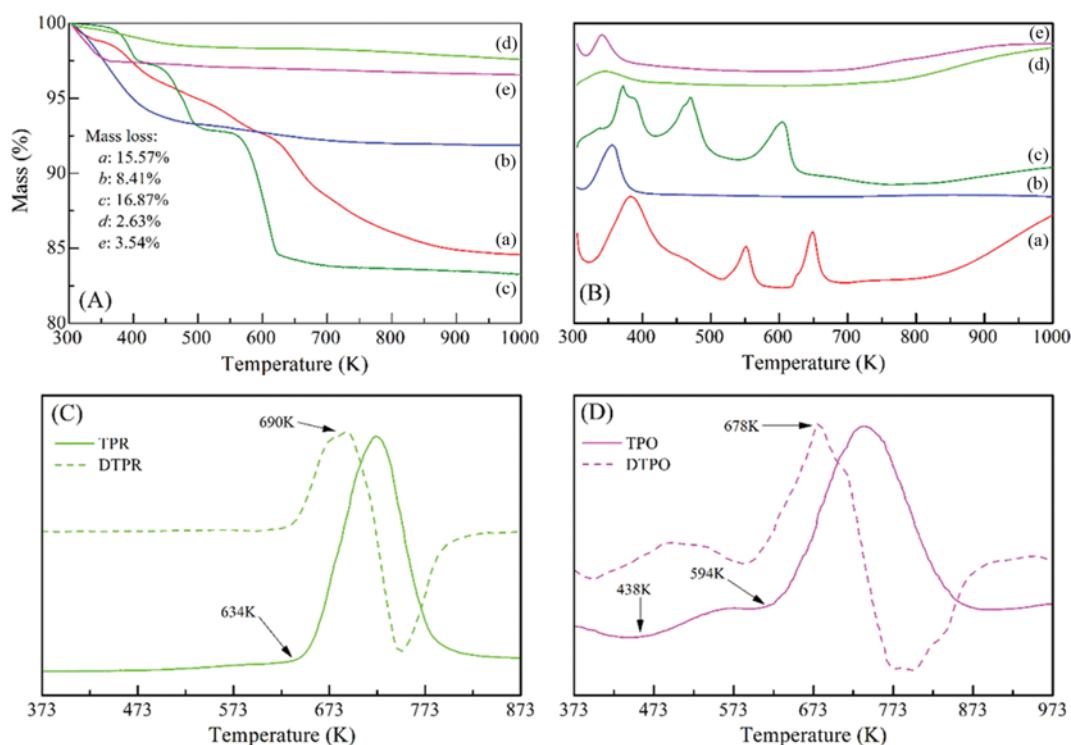 100
95
90
85
80
Mass (%)
(d)
(e)
(b)
(a)
(c)
Mass loss:
a: 15.57%
b: 8.41%
c: 16.87%
d: 2.63%
e: 3.54%
(A)
300 400 500 600 700 800 900 1000
Temperature (K)
(e)
(d)
(c)
(b)
(a)
(B)
300 400 500 600 700 800 900 1000
Temperature (K)
(C)
TPR
DTPR
690K
634K
373 473 573 673 773 873
Temperature (K)
(D)
TPO
DTPO
678K
594K
438K
373 473 573 673 773 873 973
Temperature (K)